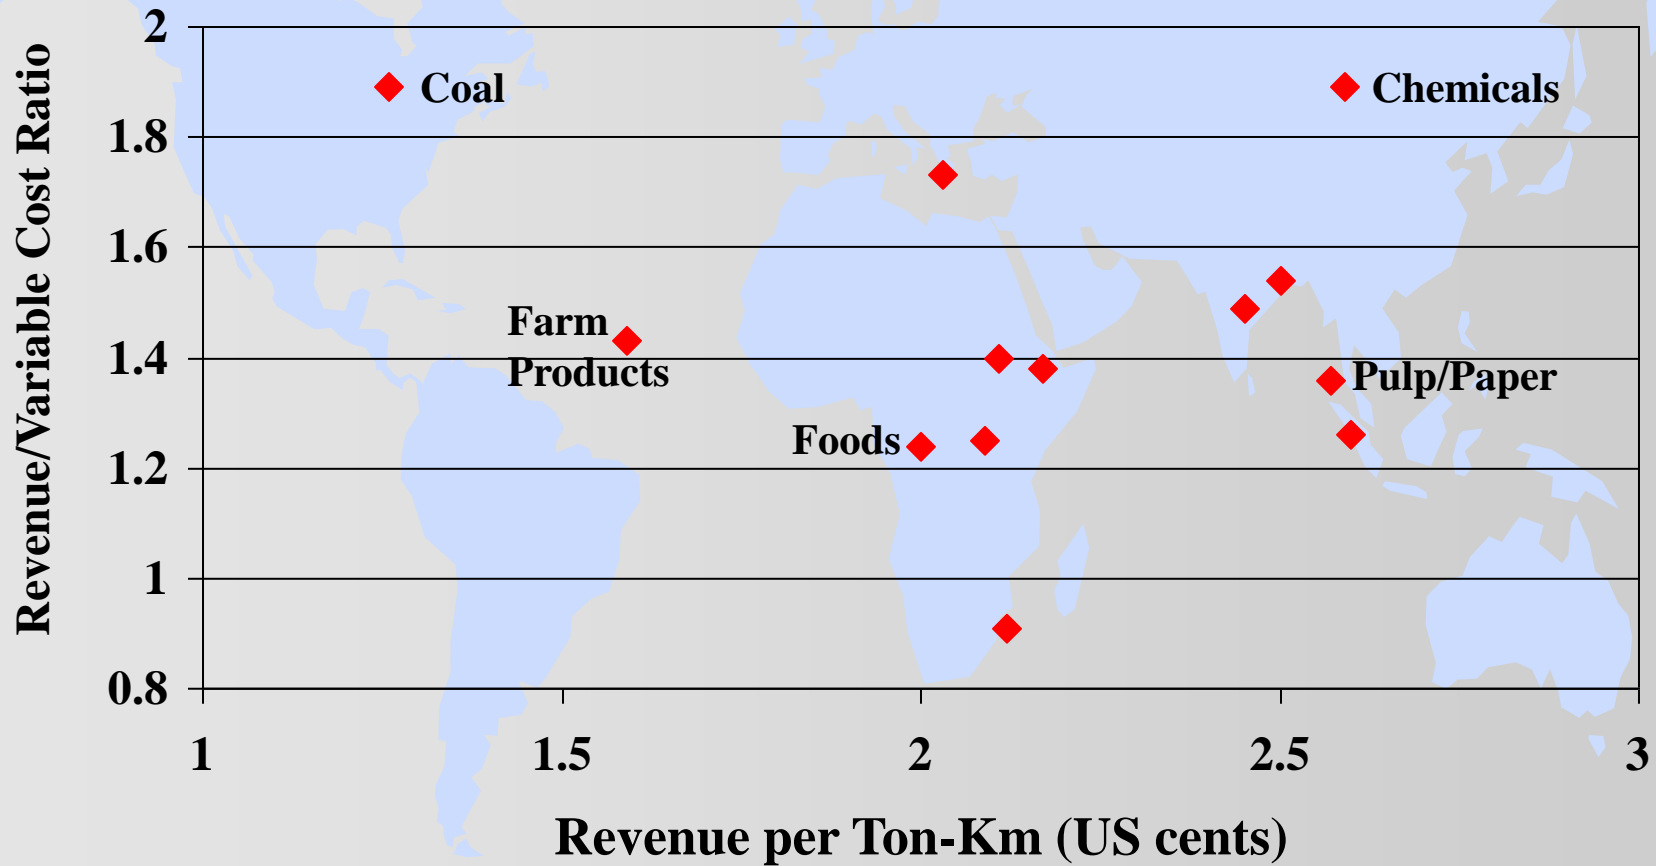 Revenue/Variable Cost Ratio
2
1.8
1.6
1.4
1.2
1
0.8
Coal
Chemicals
Farm
Products
Pulp/Paper
Foods
1
1.5
2
2.5
3
Revenue per Ton-Km (US cents)